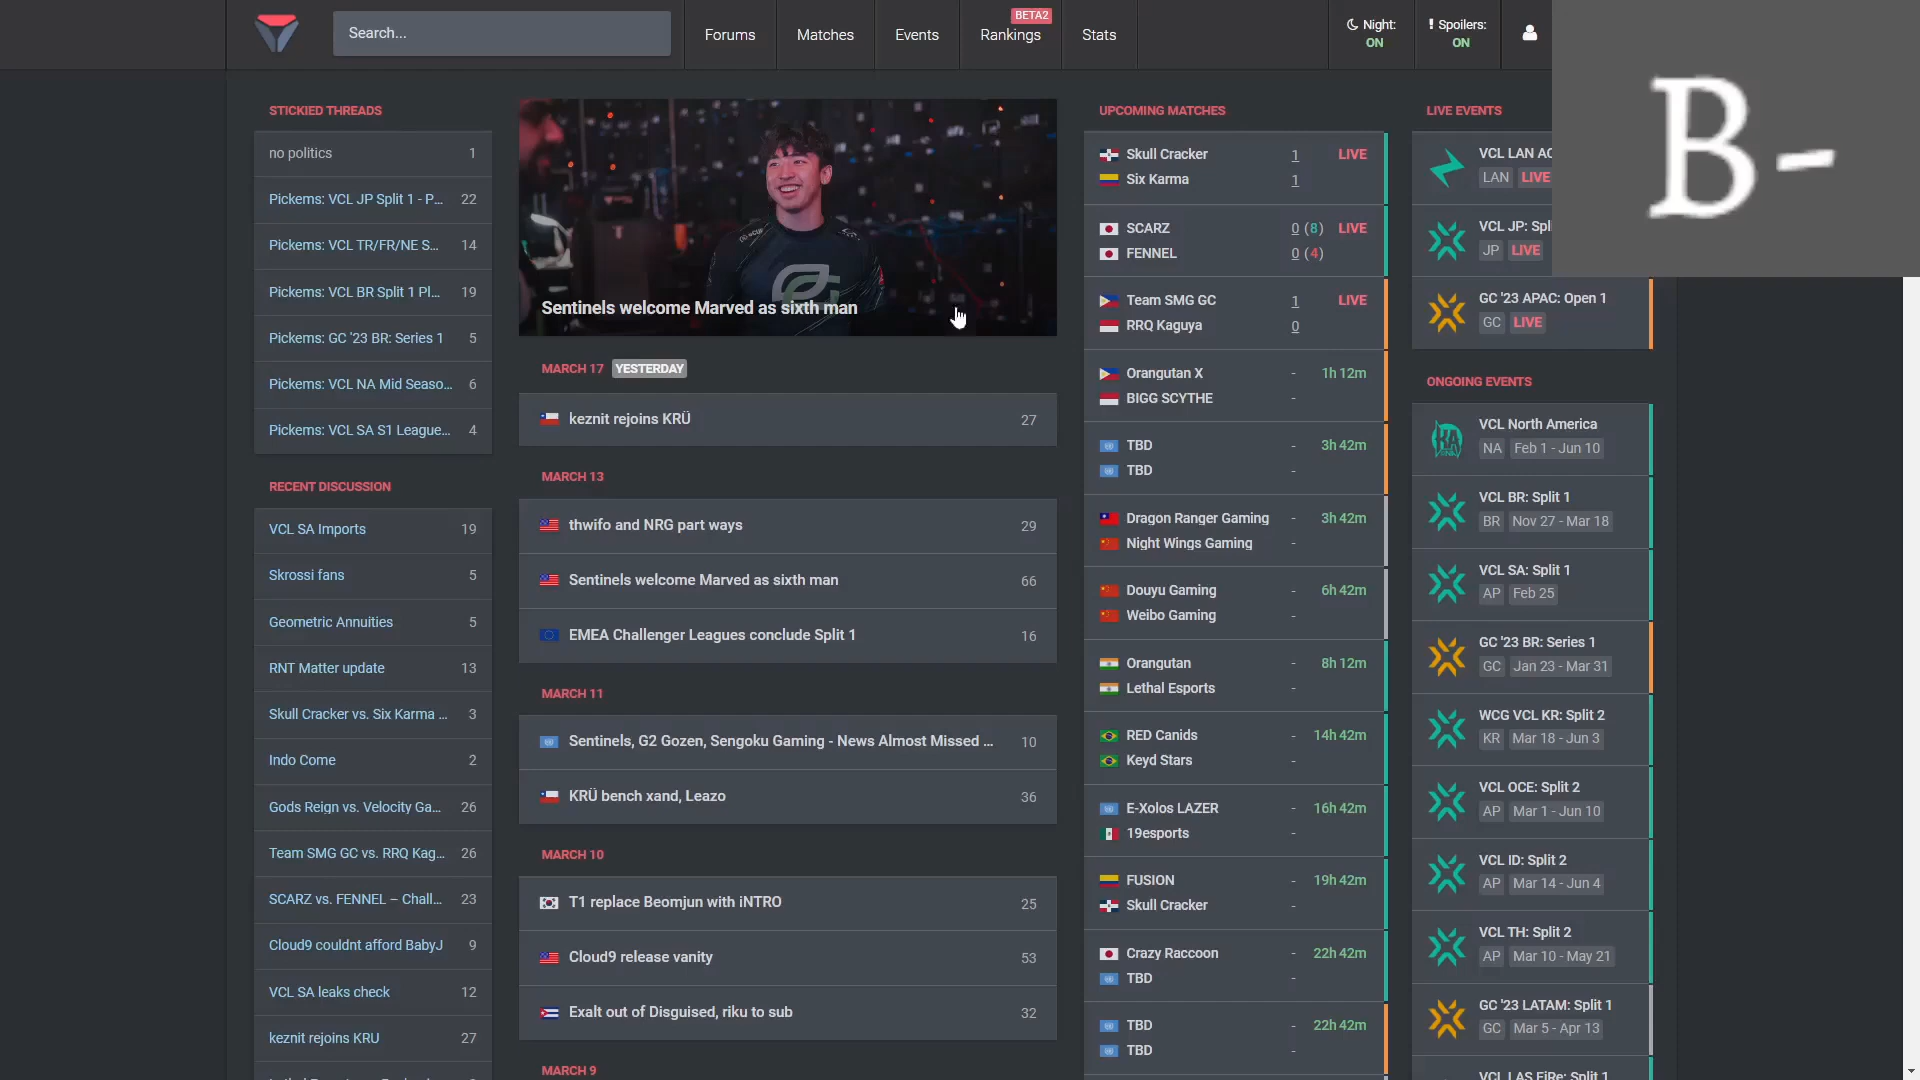 Search...
Forums
Matches
Events
BETA2
Rankings
Stats
Night:
ON
Spoilers:
ON
B-
STICKIED THREADS
no politics 1
Pickems: VCL JP Split 1 - P... 22
Pickems: VCL TR/FR/NE S... 14
Pickems: VCL BR Split 1 Pl... 19
Pickems: GC '23 BR: Series 1 5
Pickems: VCL NA Mid Seaso... 6
Pickems: VCL SA S1 League... 4
RECENT DISCUSSION
VCL SA Imports 19
Skrossi fans 5
Geometric Annuities 5
RNT Matter update 13
Skull Cracker vs. Six Karma ... 3
Indo Come 2
Gods Reign vs. Velocity Ga... 26
Team SMG GC vs. RRQ Kag... 26
SCARZ vs. FENNEL – Chall... 23
Cloud9 couldnt afford BabyJ 9
VCL SA leaks check 12
keznit rejoins KRU 27
Sentinels welcome Marved as sixth man
MARCH 17 YESTERDAY
keznit rejoins KRÜ 27
MARCH 13
thwifo and NRG part ways 29
Sentinels welcome Marved as sixth man 66
EMEA Challenger Leagues conclude Split 1 16
MARCH 11
Sentinels, G2 Gozen, Sengoku Gaming - News Almost Missed ... 10
KRÜ bench xand, Leazo 36
MARCH 10
T1 replace Beomjun with iNTRO 25
Cloud9 release vanity 53
Exalt out of Disguised, riku to sub 32
MARCH 9
UPCOMING MATCHES
Skull Cracker 1 LIVE
Six Karma 1
SCARZ 0 (8) LIVE
FENNEL 0 (4)
Team SMG GC 1 LIVE
RRQ Kaguya 0
Orangutan X - 1h 12m
BIGG SCYTHE -
TBD - 3h 42m
TBD -
Dragon Ranger Gaming - 3h 42m
Night Wings Gaming -
Douyu Gaming - 6h 42m
Weibo Gaming -
Orangutan - 8h 12m
Lethal Esports -
RED Canids - 14h 42m
Keyd Stars -
E-Xolos LAZER - 16h 42m
19esports -
FUSION - 19h 42m
Skull Cracker -
Crazy Raccoon - 22h 42m
TBD -
TBD - 22h 42m
TBD -
LIVE EVENTS
VCL LAN AC
LAN LIVE
VCL JP: Spl
JP LIVE
GC '23 APAC: Open 1
GC LIVE
ONGOING EVENTS
VCL North America
NA Feb 1 - Jun 10
VCL BR: Split 1
BR Nov 27 - Mar 18
VCL SA: Split 1
AP Feb 25
GC '23 BR: Series 1
GC Jan 23 - Mar 31
WCG VCL KR: Split 2
KR Mar 18 - Jun 3
VCL OCE: Split 2
AP Mar 1 - Jun 10
VCL ID: Split 2
AP Mar 14 - Jun 4
VCL TH: Split 2
AP Mar 10 - May 21
GC '23 LATAM: Split 1
GC Mar 5 - Apr 13
VCL LAS FiRe: Split 1